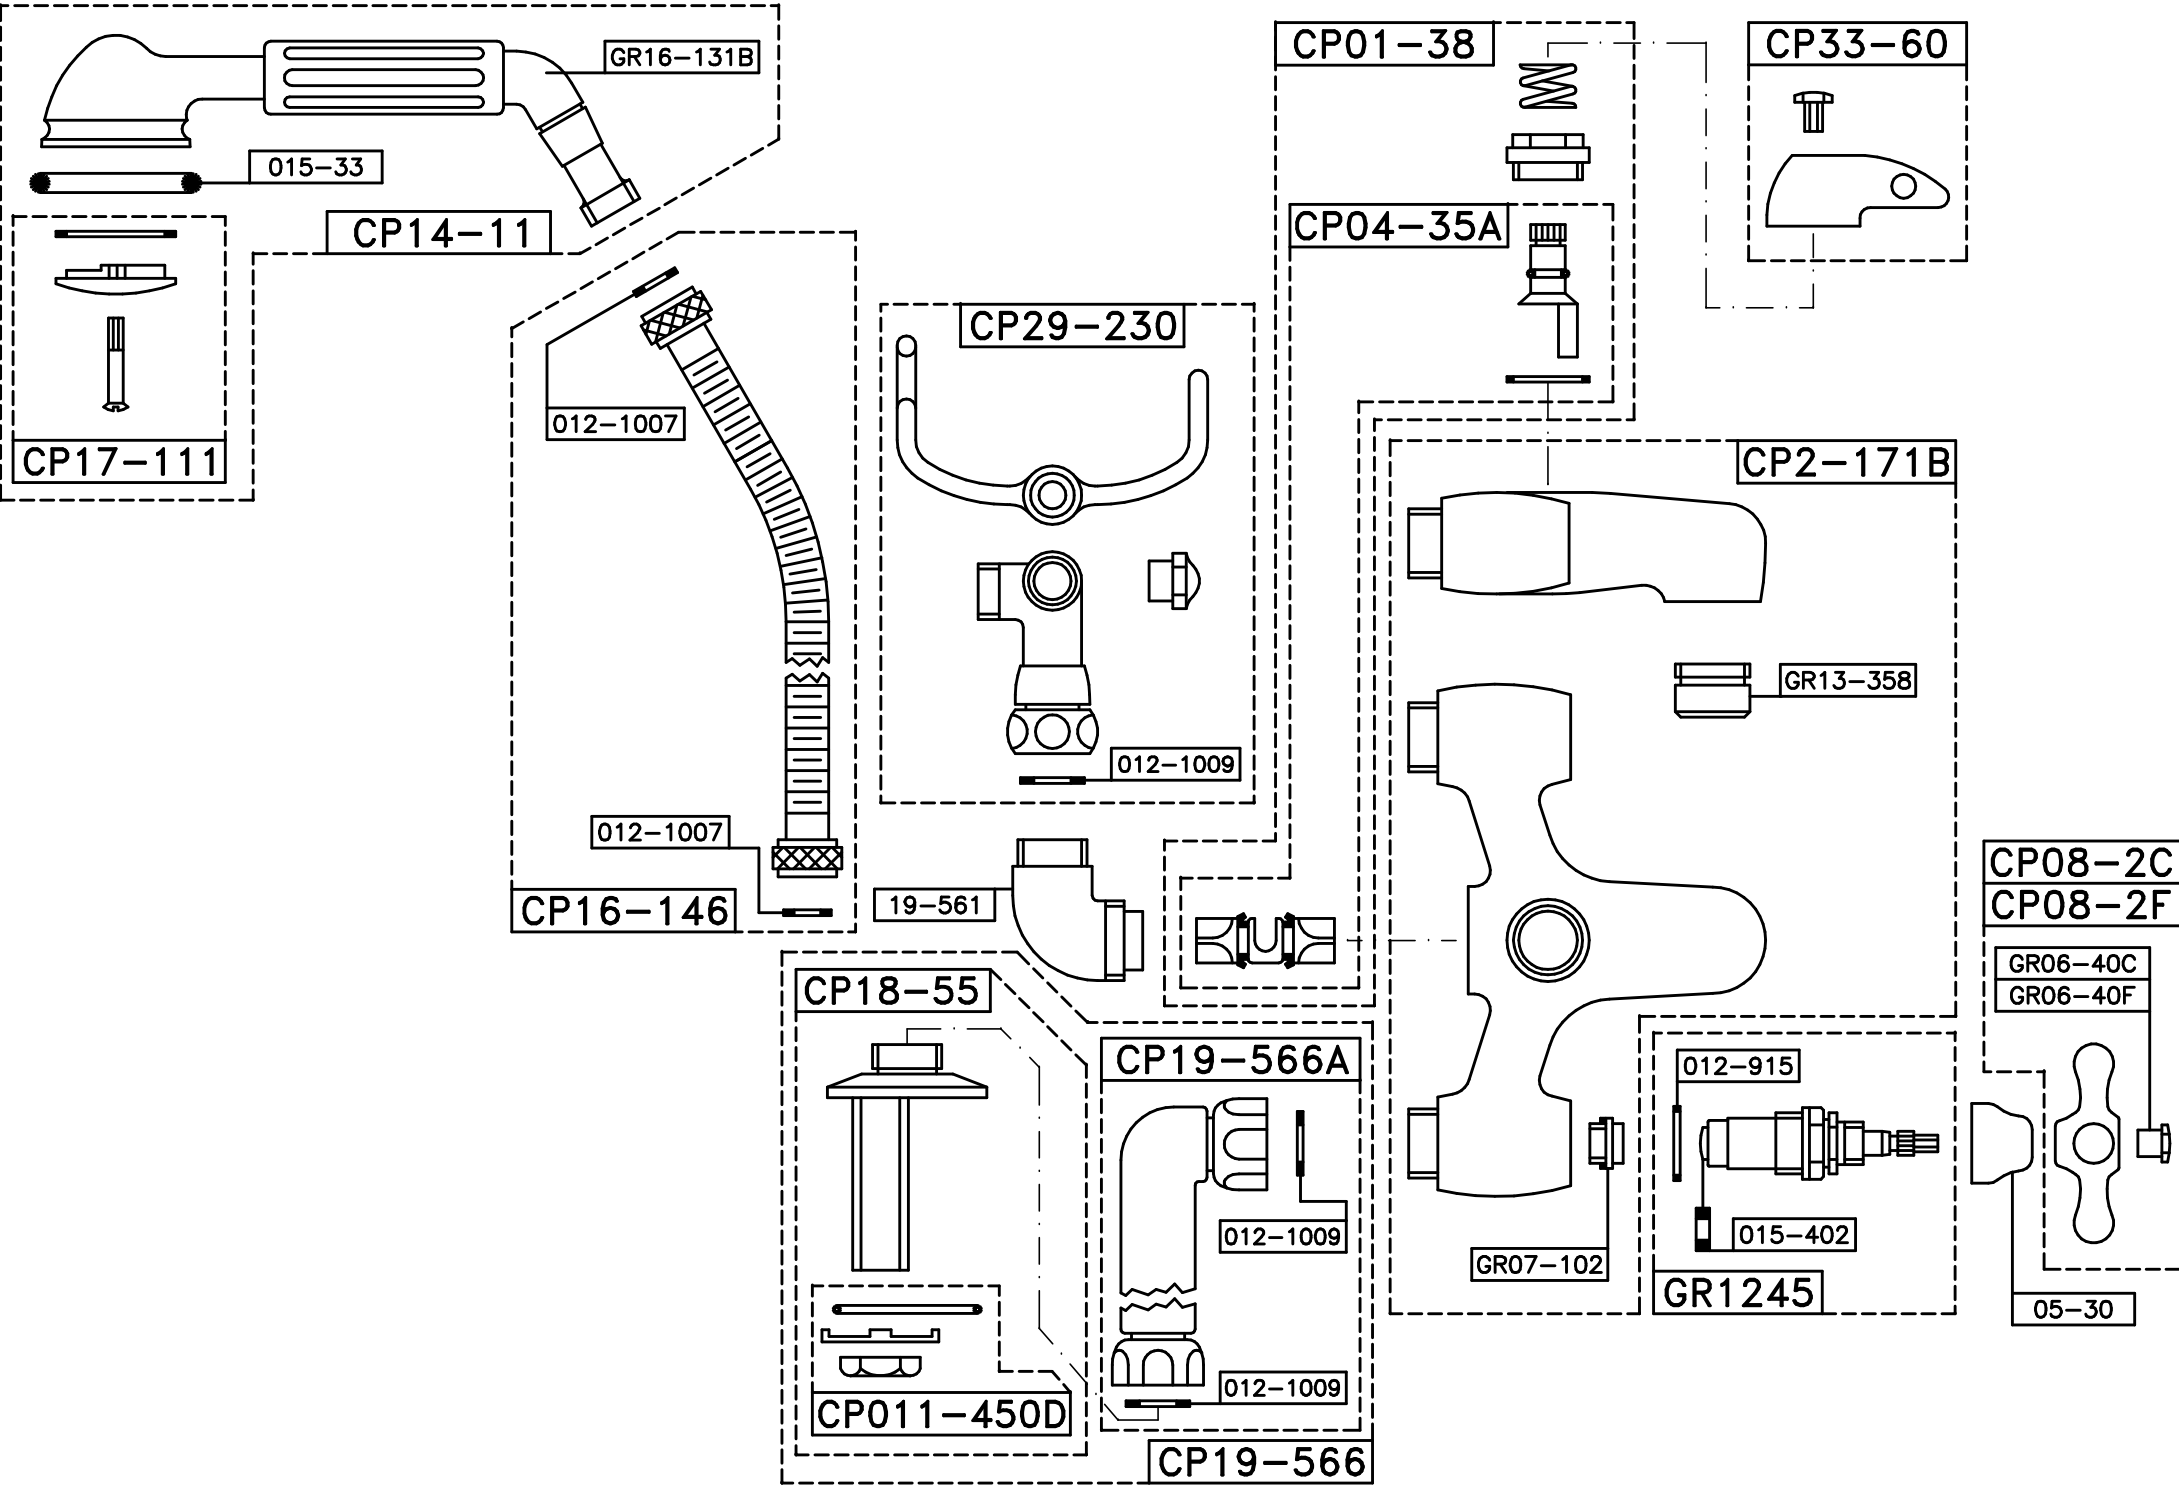 GR16-131B
015-33
CP14-11
CP17-111
012-1007
012-1007
CP16-146
CP29-230
012-1009
19-561
CP01-38
CP04-35A
CP33-60
CP2-171B
GR13-358
GR07-102
CP18-55
CP011-450D
CP19-566A
012-1009
012-1009
CP19-566
012-915
015-402
GR1245
CP08-2C
CP08-2F
GR06-40C
GR06-40F
05-30